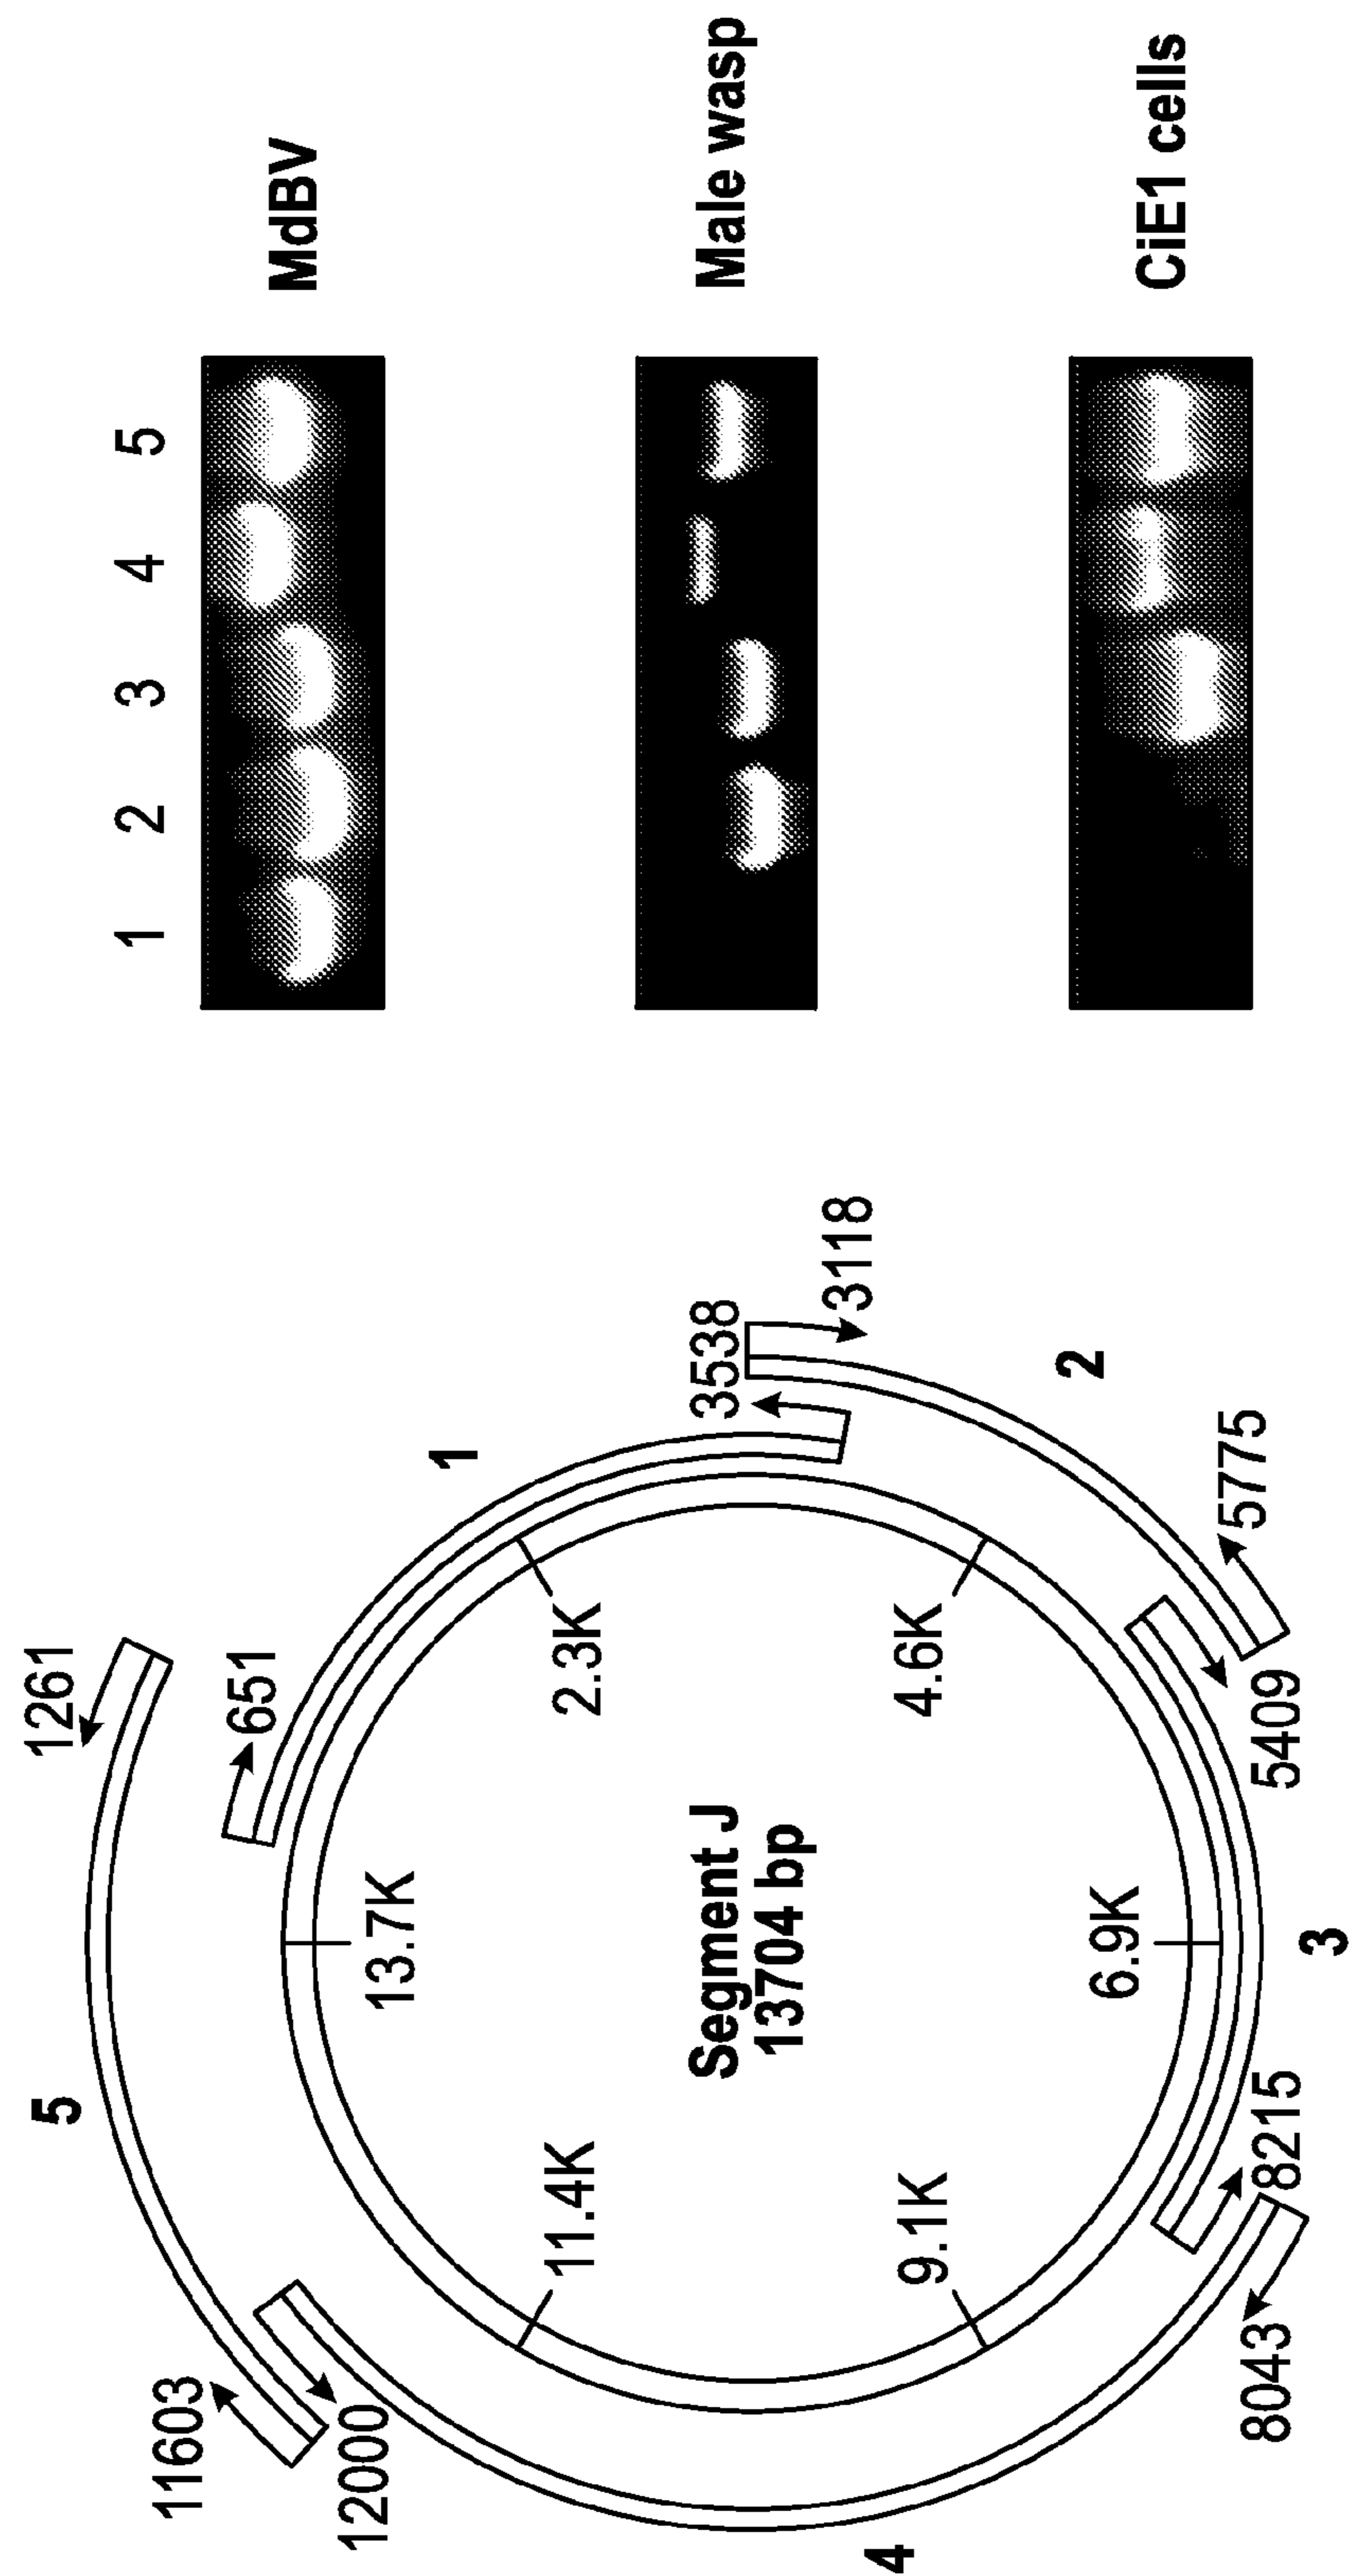 1261
5
651
1
11603
13.7K
12000
11.4K
2.3K
3538
3118
Segment J
13704 bp
4.6K
9.1K
6.9K
2
5775
5409
8215
8043
4
3
1 2 3 4 5
MdBV
Male wasp
CiE1 cells